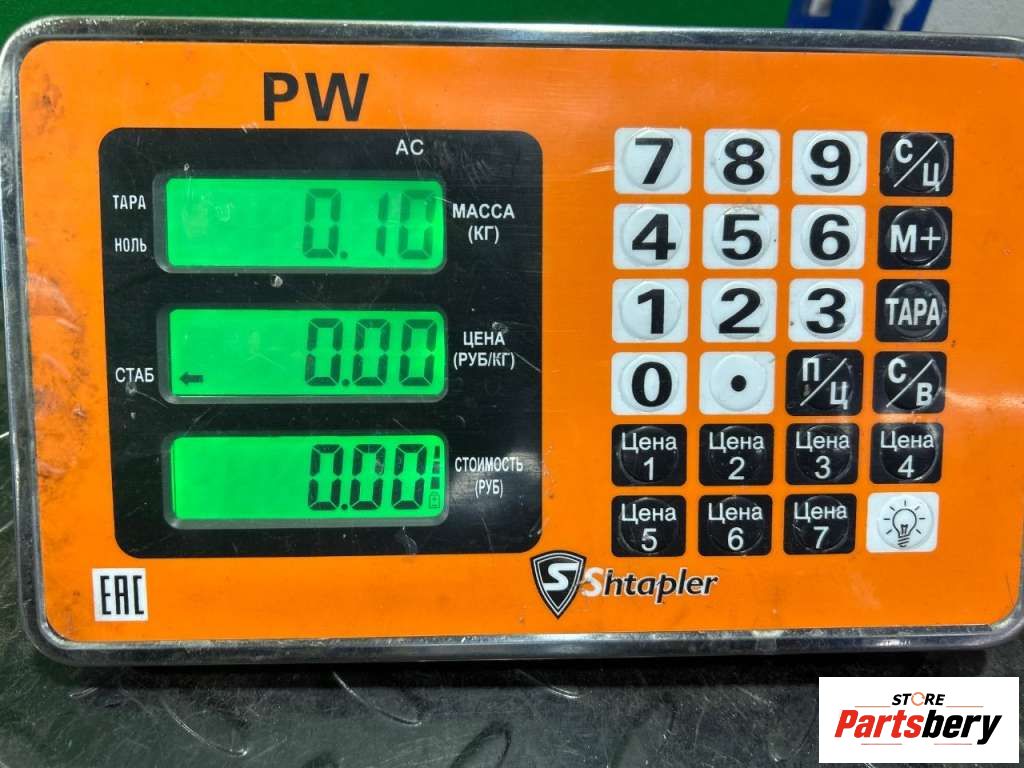 PW
AC
ТАРА
НОЛЬ
0.10
МАССА
(КГ)
СТАБ
0.00
ЦЕНА
(РУБ/КГ)
0.00
СТОИМОСТЬ
(РУБ)
7 8 9 С/Ц
4 5 6 М+
1 2 3 ТАРА
0 . П/Ц С/В
Цена 1 Цена 2 Цена 3 Цена 4
Цена 5 Цена 6 Цена 7
EAC
S Shtapler
STORE
Partsbery